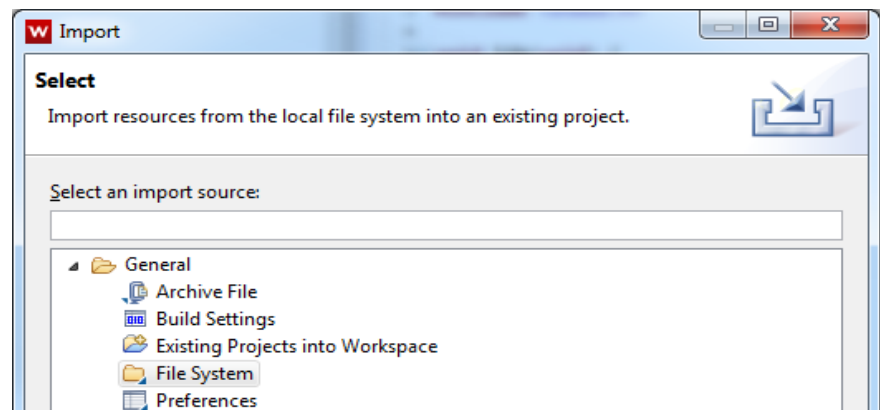 W Import
Select
Import resources from the local file system into an existing project.
Select an import source:
General
Archive File
010 Build Settings
Existing Projects into Workspace
File System
Preferences